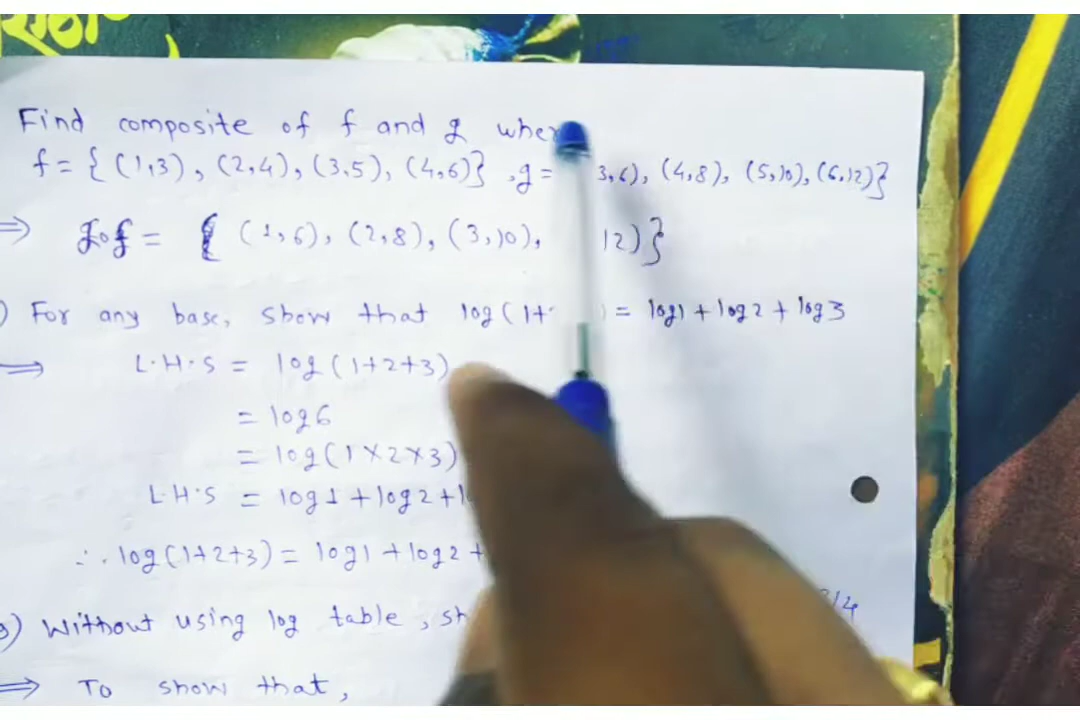 Find composite of f and g
f = { (1,3), (2,4), (3,5), (4,6)} , g = 3,6), (4,8), (5,10), (6,12)}
⇒ gof = { (1,6), (2,8), (3,10), 12)}
) For any base, show that log(1+ ) = log1 + log2 + log3
⇒ L.H.S = log(1+2+3)
= log6
= log(1×2×3)
L.H.S = log1 + log2 +
∴ log(1+2+3) = log1 + log2 +
) Without using log table,
⇒ To show that,